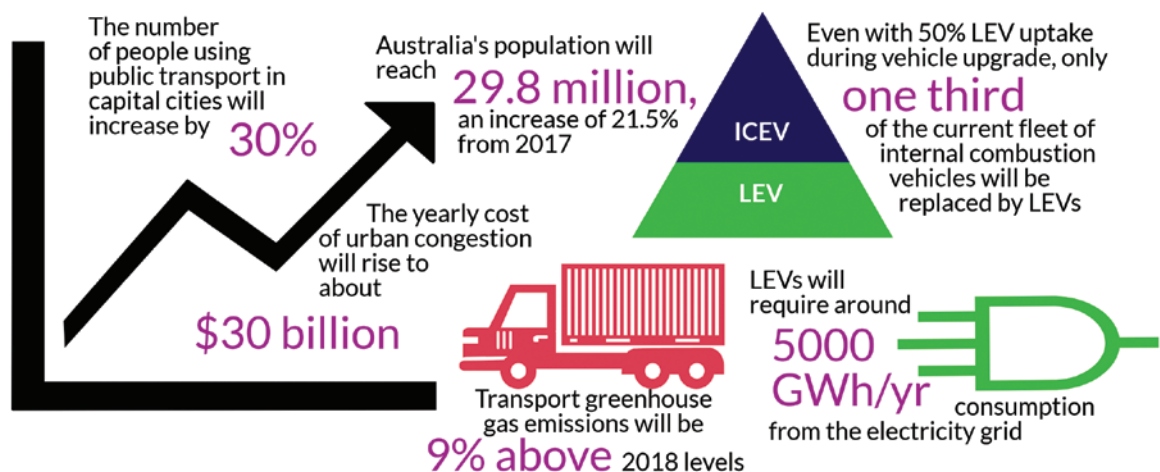 The number
of people using
public transport in
capital cities will
increase by 30%
Australia's population will
reach 29.8 million,
an increase of 21.5%
from 2017
The yearly cost
of urban congestion
will rise to
about
$30 billion
ICEV
LEV
Even with 50% LEV uptake
during vehicle upgrade, only
one third
of the current fleet of
internal combustion
vehicles will be
replaced by LEVs
Transport greenhouse
gas emissions will be
9% above 2018 levels
LEVs will
require around
5000
GWh/yr
consumption
from the electricity grid